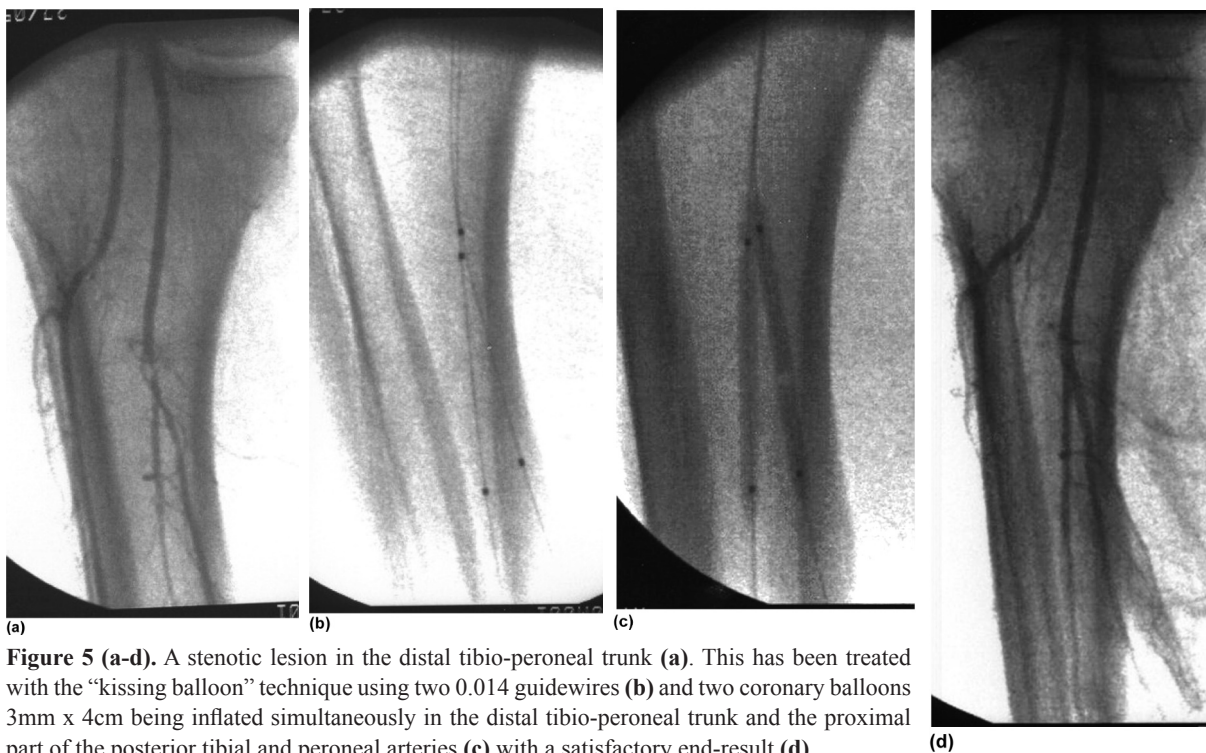 (a)
(b)
(c)
(d)
Figure 5 (a-d). A stenotic lesion in the distal tibio-peroneal trunk (a). This has been treated
with the “kissing balloon” technique using two 0.014 guidewires (b) and two coronary balloons
3mm x 4cm being inflated simultaneously in the distal tibio-peroneal trunk and the proximal
part of the posterior tibial and peroneal arteries (c) with a satisfactory end-result (d)